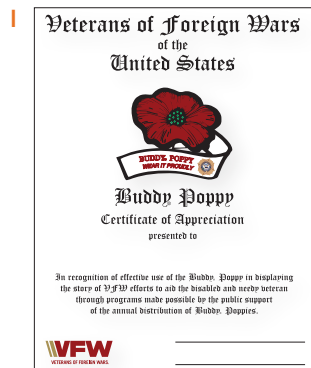 I
Veterans of Foreign Wars
of the
United States
BUDDY. POPPY
WEAR IT PROUDLY
Buddy. Poppy
Certificate of Appreciation
presented to
In recognition of effective use of the Buddy. Poppy in displaying
the story of VFW efforts to aid the disabled and needy veteran
through programs made possible by the public support
of the annual distribution of Buddy. Poppies.
VFW
VETERANS OF FOREIGN WARS.